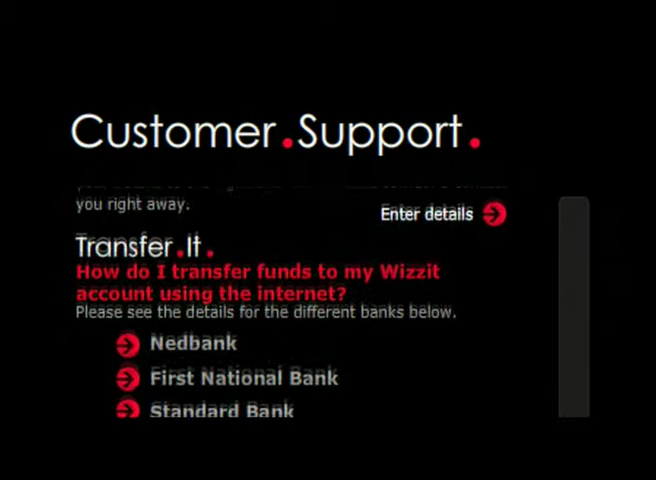 Customer.Support.
you right away.
Enter details
Transfer.It.
How do I transfer funds to my Wizzit
account using the internet?
Please see the details for the different banks below.
Nedbank
First National Bank
Standard Bank